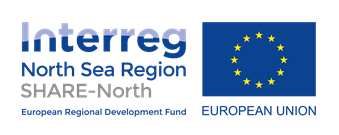 Interreg
North Sea Region
SHARE-North
European Regional Development Fund
EUROPEAN UNION